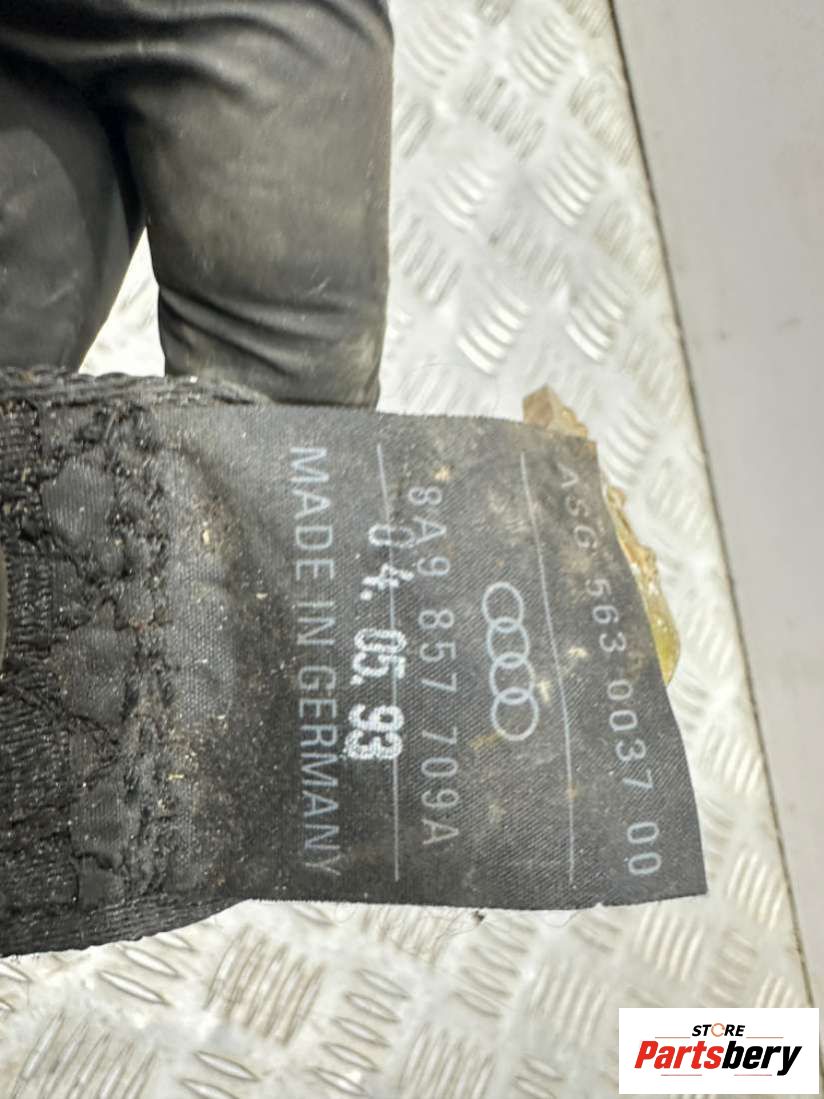 ASG 563 0037 00
8A9 857 709A
04.05.93
MADE IN GERMANY
STORE
Partsbery